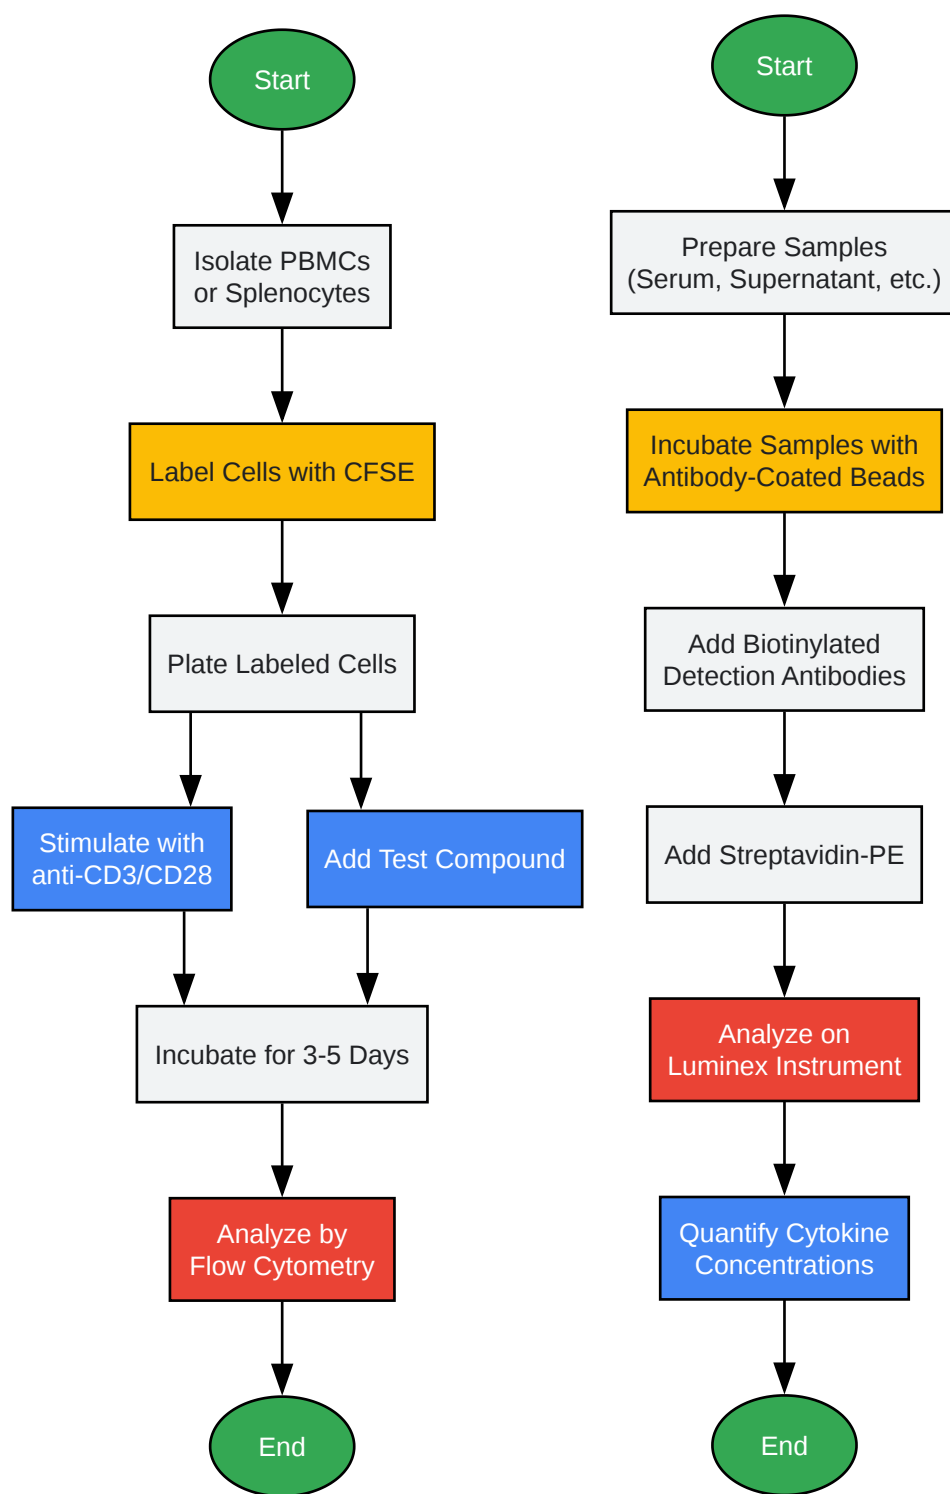 Start
Isolate PBMCs
or Splenocytes
Label Cells with CFSE
Plate Labeled Cells
Stimulate with
anti-CD3/CD28
Add Test Compound
Incubate for 3-5 Days
Analyze by
Flow Cytometry
End
Start
Prepare Samples
(Serum, Supernatant, etc.)
Incubate Samples with
Antibody-Coated Beads
Add Biotinylated
Detection Antibodies
Add Streptavidin-PE
Analyze on
Luminex Instrument
Quantify Cytokine
Concentrations
End